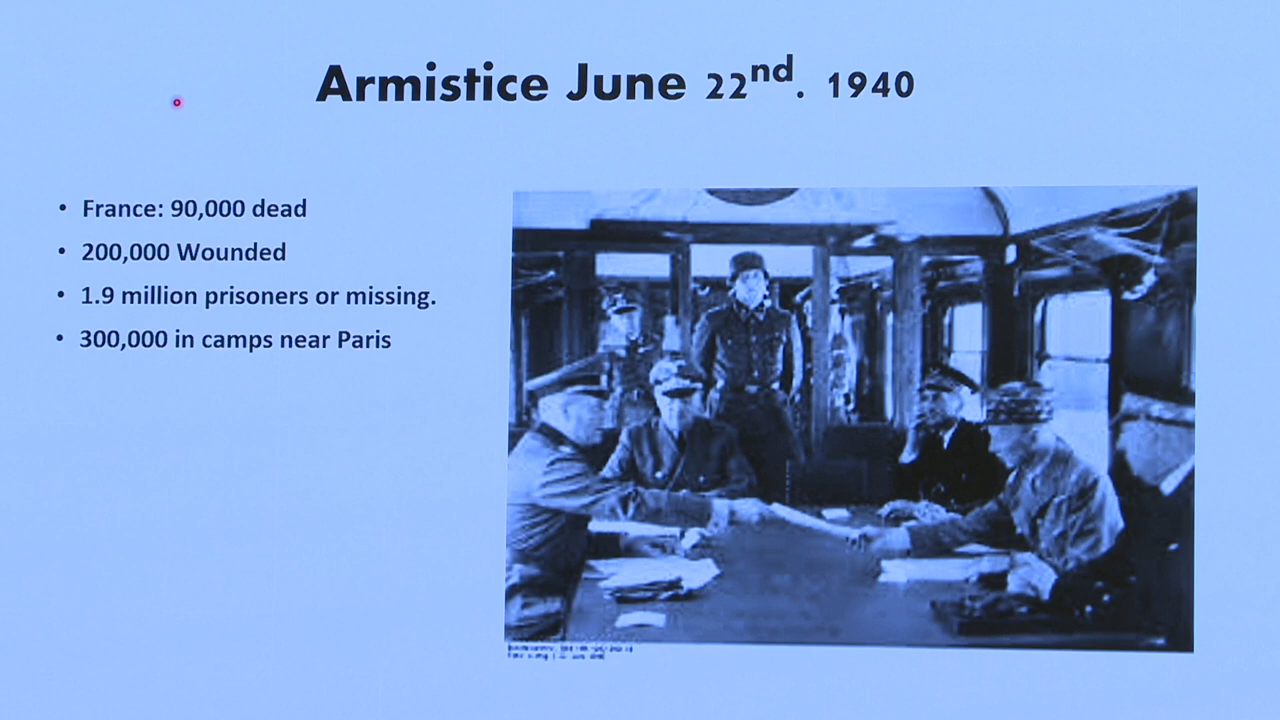 Armistice June 22nd. 1940
• France: 90,000 dead
• 200,000 Wounded
• 1.9 million prisoners or missing.
• 300,000 in camps near Paris